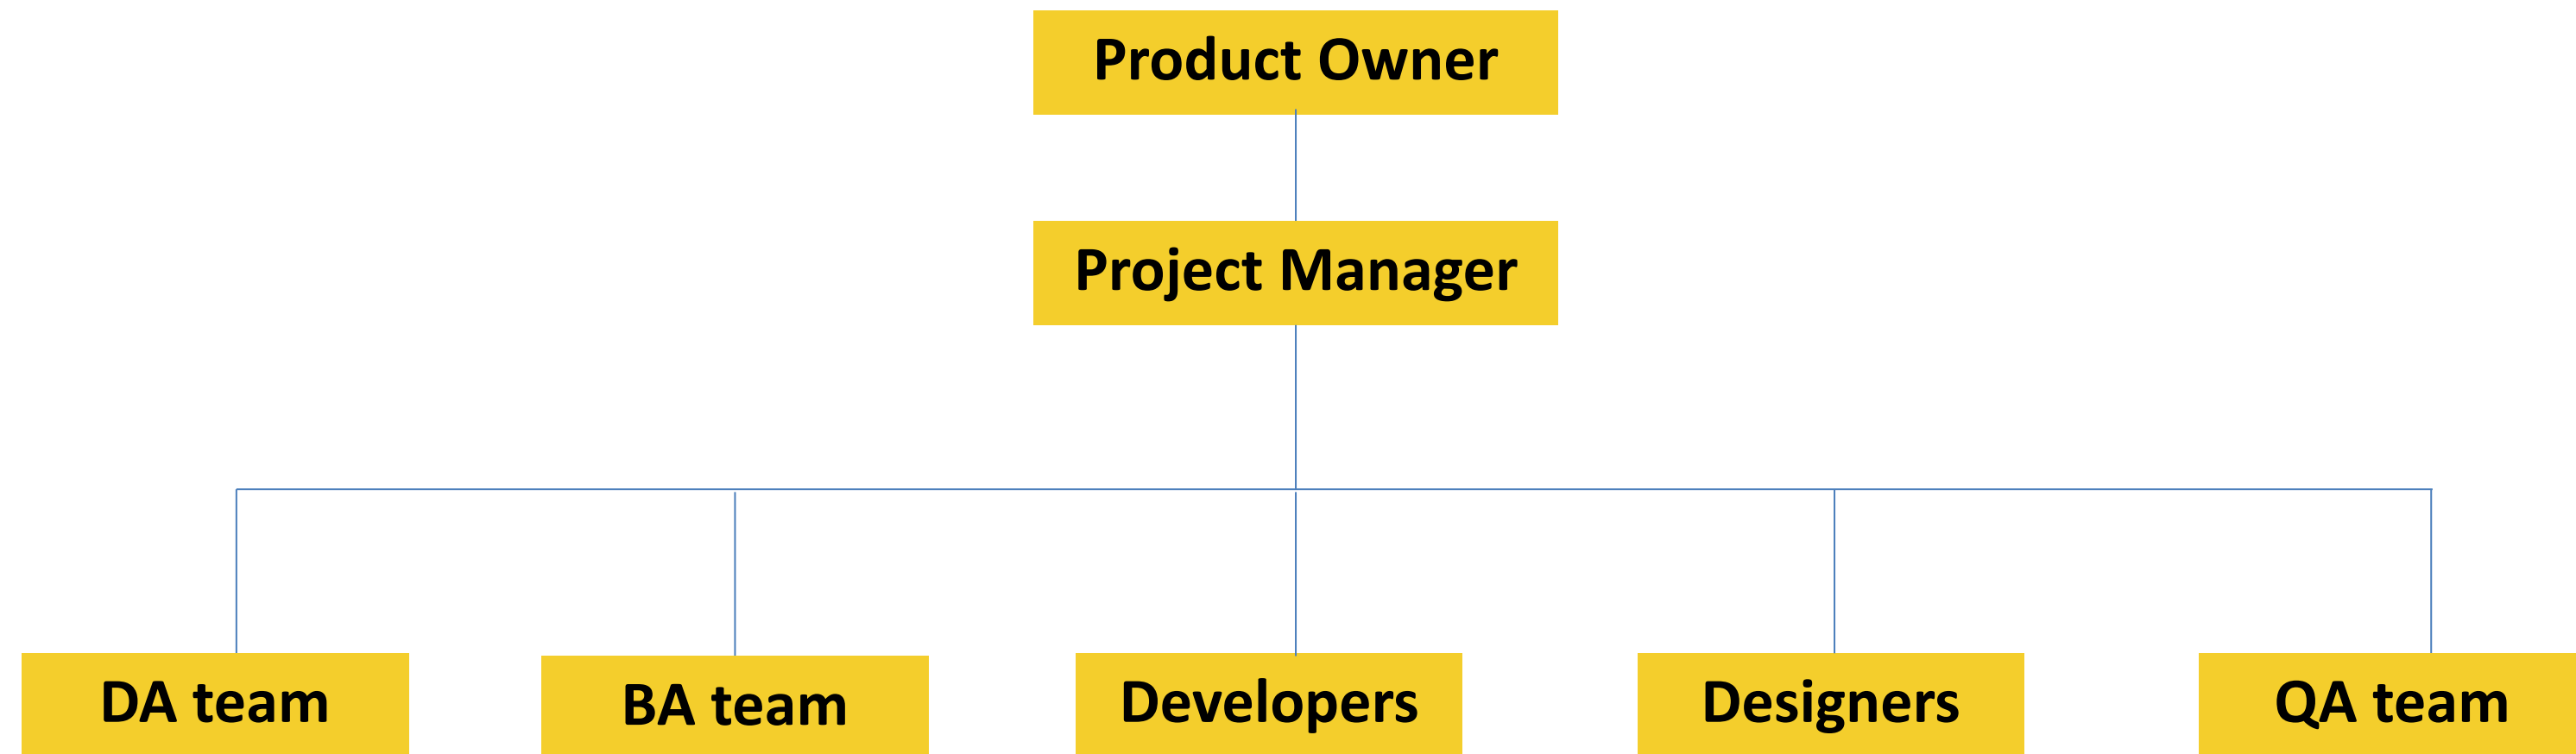 Product Owner
Project Manager
DA team
BA team
Developers
Designers
QA team